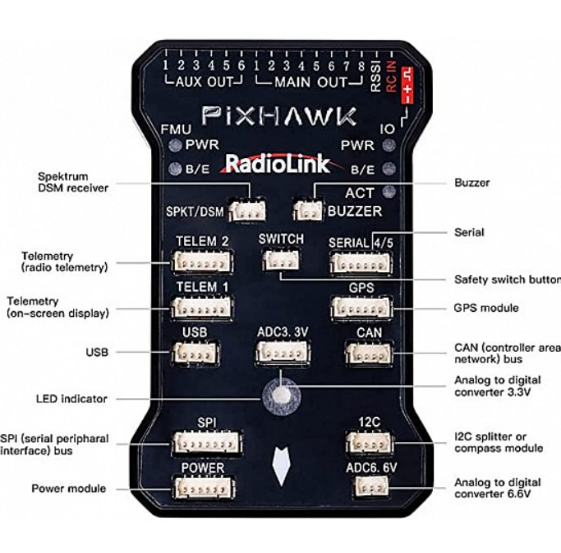 1 2 3 4 5 6 1 2 3 4 5 6 7 8 RSSI RC IN
AUX OUT MAIN OUT
PIXHAWK
FMU IO
PWR PWR
RadioLink
B/E B/E
ACT
Spektrum
DSM receiver
Buzzer
SPKT/DSM BUZZER
Serial
TELEM 2 SWITCH SERIAL 4/5
Telemetry
(radio telemetry)
Safety switch button
TELEM 1 GPS
Telemetry
(on-screen display)
GPS module
USB ADC3.3V CAN
USB
CAN (controller area
network) bus
LED indicator
Analog to digital
converter 3.3V
SPI I2C
SPI (serial peripharal
interface) bus
I2C splitter or
compass module
POWER ADC6.6V
Power module
Analog to digital
converter 6.6V